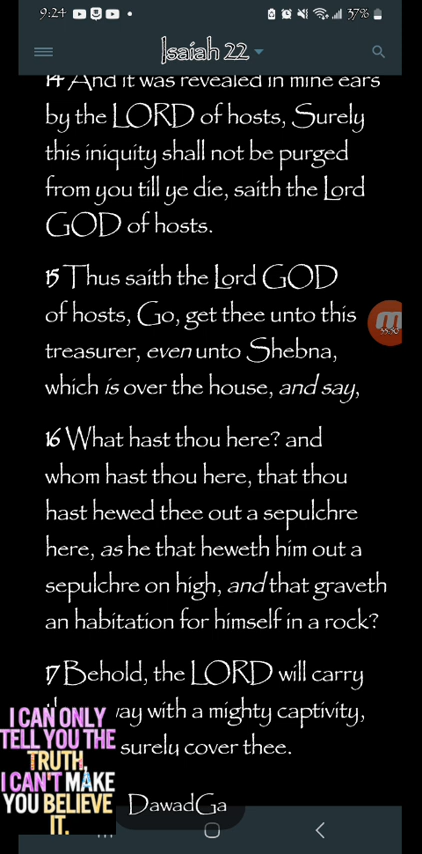 9:24 37%
Isaiah 22
14 And it was revealed in mine ears
by the LORD of hosts, Surely
this iniquity shall not be purged
from you till ye die, saith the Lord
GOD of hosts.
15 Thus saith the Lord GOD
of hosts, Go, get thee unto this
treasurer, even unto Shebna,
which is over the house, and say,
16 What hast thou here? and
whom hast thou here, that thou
hast hewed thee out a sepulchre
here, as he that heweth him out a
sepulchre on high, and that graveth
an habitation for himself in a rock?
17 Behold, the LORD will carry
with a mighty captivity,
surely cover thee.
I CAN ONLY
TELL YOU THE
TRUTH,
I CAN'T MAKE
YOU BELIEVE
IT.
DawadGa